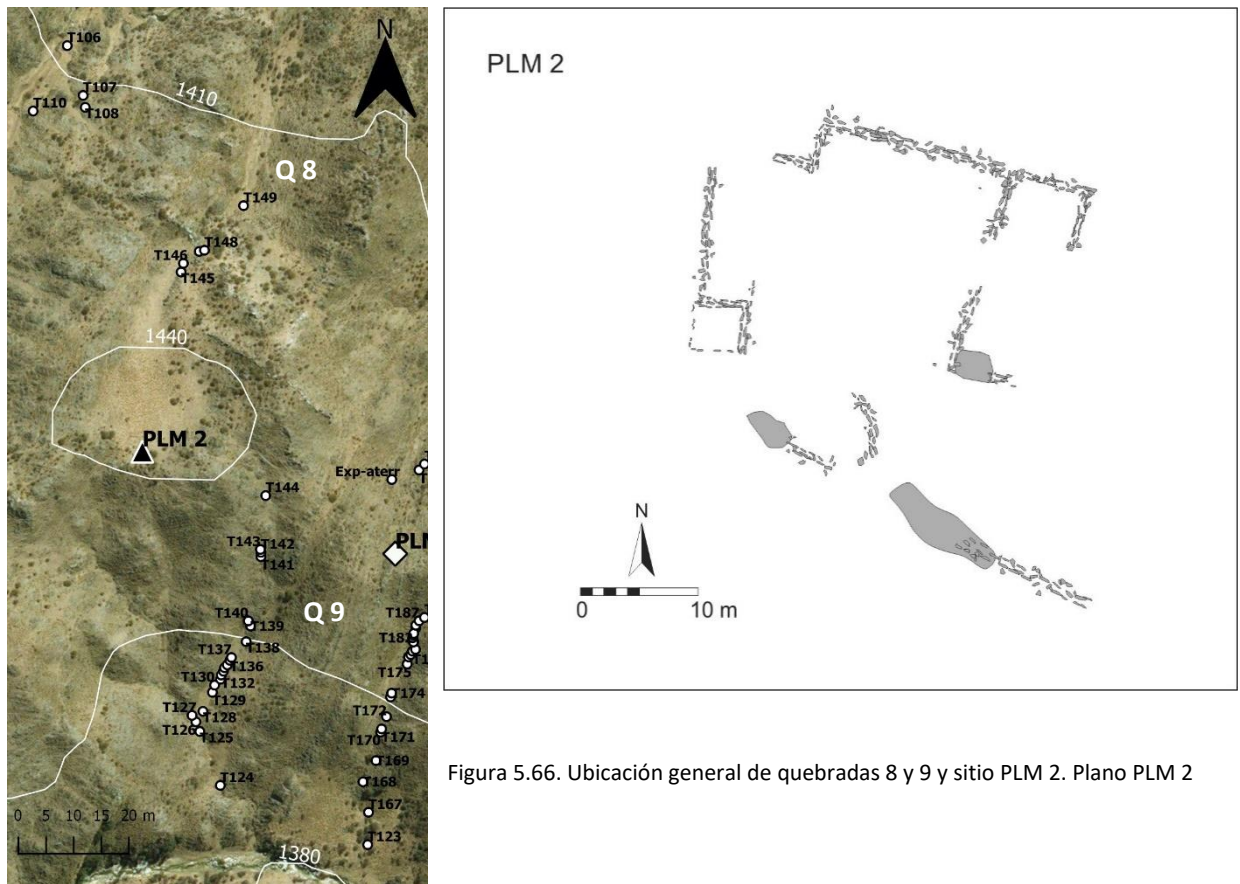 N
T106
T107
T110
T108
1410
Q 8
T149
T148
T146
T145
1440
PLM 2
Exp-aterr
T144
T143
T142
T141
Q 9
T140
T139
T187
T138
T182
T137
T136
T175
T130
T132
T129
T174
T127
T128
T172
T126
T125
T171
T170
T169
T124
T168
T167
T123
0 5 10 15 20 m
1380
PLM 2
N
0 10 m
Figura 5.66. Ubicación general de quebradas 8 y 9 y sitio PLM 2. Plano PLM 2